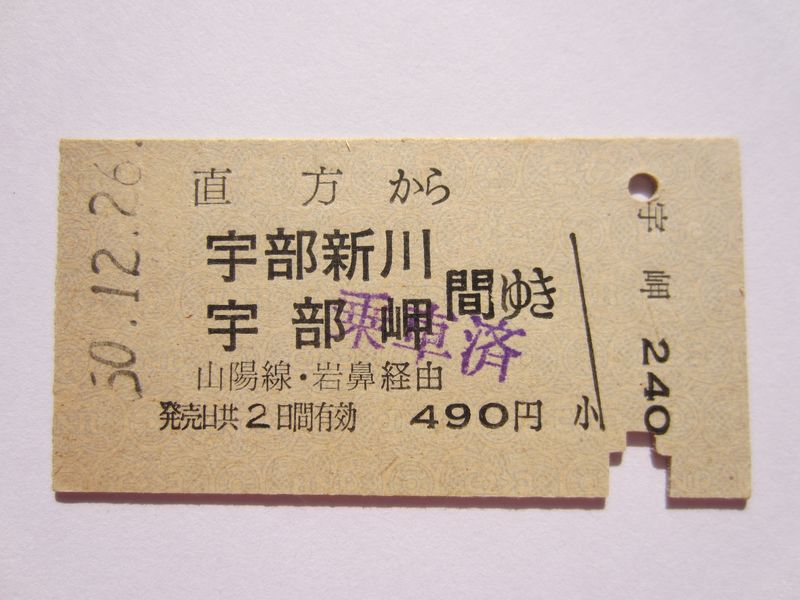 50.12.26.
直方から
宇部新川
宇部岬
間ゆき
乗車済
山陽線・岩鼻経由
発売日共2日間有効 490円
小
宇岬 240